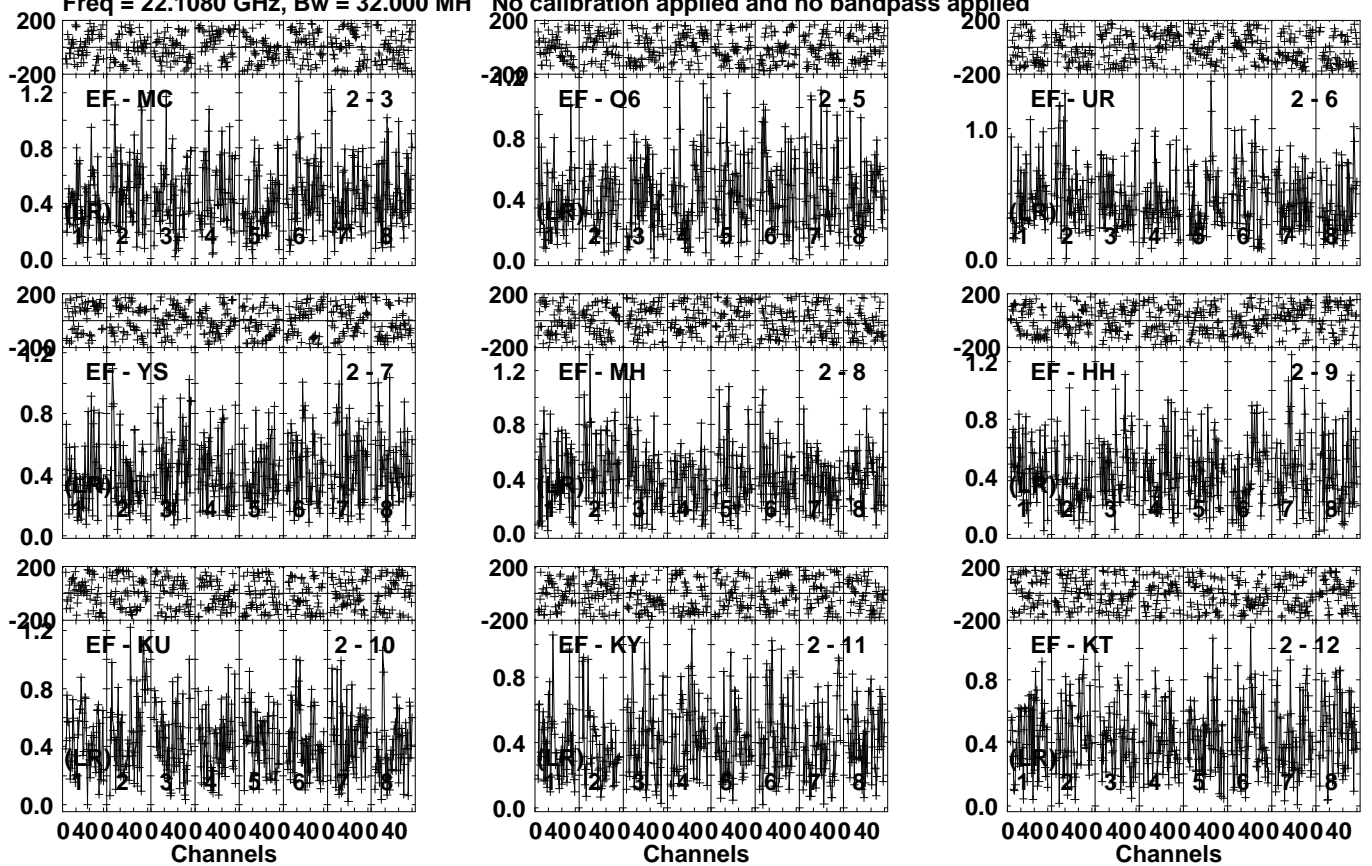 Freq = 22.1080 GHz, Bw = 32.000 MH No calibration applied and no bandpass applied
200 200 200
-200 -200 -200
1.2 EF - MC 2 - 3 1.2 EF - Q6 2 - 5 EF - UR 2 - 6
1.0
0.8 0.8
0.4 0.4
(LR) (LR) (LR)
1 2 3 4 5 6 7 8 1 2 3 4 5 6 7 8 1 2 3 4 5 6 7 8
0.0 0.0 0.0
200 200 200
-200 -200 -200
1.2 EF - YS 2 - 7 1.2 EF - MH 2 - 8 1.2 EF - HH 2 - 9
0.8 0.8 0.8
0.4 0.4 0.4
(LR) (LR) (LR)
1 2 3 4 5 6 7 8 1 2 3 4 5 6 7 8 1 2 3 4 5 6 7 8
0.0 0.0 0.0
200 200 200
-200 -200 -200
1.2 EF - KU 2 - 10 EF - KY 2 - 11 EF - KT 2 - 12
0.8 0.8 0.8
0.4 0.4 0.4
(LR) (LR) (LR)
1 2 3 4 5 6 7 8 1 2 3 4 5 6 7 8 1 2 3 4 5 6 7 8
0.0 0.0 0.0
0 40 0 40 0 40 0 40 0 40 0 40 0 40 0 40 0 40 0 40 0 40 0 40 0 40 0 40 0 40 0 40 0 40 0 40 0 40 0 40 0 40 0 40 0 40 0 40
Channels Channels Channels